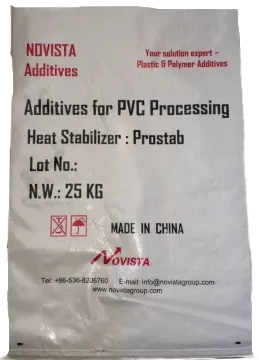 NOVISTA
Additives
Your solution expert –
Plastic & Polymer Additives
Additives for PVC Processing
Heat Stabilizer : Prostab
Lot No.:
N.W.: 25 KG
MADE IN CHINA
NOVISTA
Tel: +86-536-8206760 E-mail: info@novistagroup.com
www.novistagroup.com